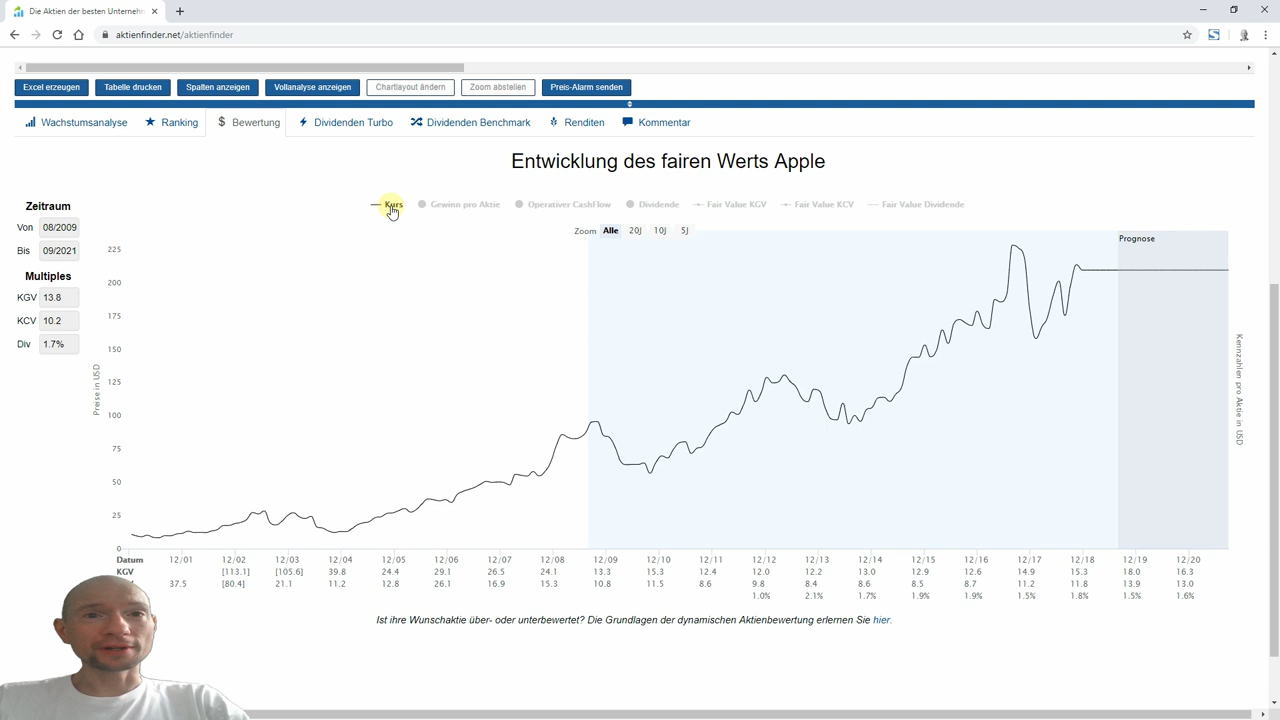 Die Aktien der besten Unternehm
aktienfinder.net/aktienfinder
Excel erzeugen
Tabelle drucken
Spalten anzeigen
Vollanalyse anzeigen
Chartlayout ändern
Zoom abstellen
Preis-Alarm senden
Wachstumsanalyse
Ranking
Bewertung
Dividenden Turbo
Dividenden Benchmark
Renditen
Kommentar
Entwicklung des fairen Werts Apple
Zeitraum
Von 08/2009
Bis 09/2021
Multiples
KGV 13.8
KCV 10.2
Div 1.7%
Kurs
Gewinn pro Aktie
Operativer CashFlow
Dividende
Fair Value KGV
Fair Value KCV
Fair Value Dividende
Zoom Alle 20J 10J 5J
Prognose
225
200
175
150
125
100
75
50
25
0
Preise in USD
Kennzahlen pro Aktie in USD
Datum 12/01 12/02 12/03 12/04 12/05 12/06 12/07 12/08 12/09 12/10 12/11 12/12 12/13 12/14 12/15 12/16 12/17 12/18 12/19 12/20
KGV [113.1] [105.6] 39.8 24.4 29.1 26.5 24.1 13.3 15.3 12.4 12.0 12.2 13.0 12.9 12.6 14.9 15.3 18.0 16.3
37.5 [80.4] 21.1 11.2 12.8 26.1 16.9 15.3 10.8 11.5 8.6 9.8 8.4 8.6 8.5 8.7 11.2 11.8 13.9 13.0
1.0% 2.1% 1.7% 1.9% 1.9% 1.5% 1.8% 1.5% 1.6%
Ist ihre Wunschaktie über- oder unterbewertet? Die Grundlagen der dynamischen Aktienbewertung erlernen Sie hier.